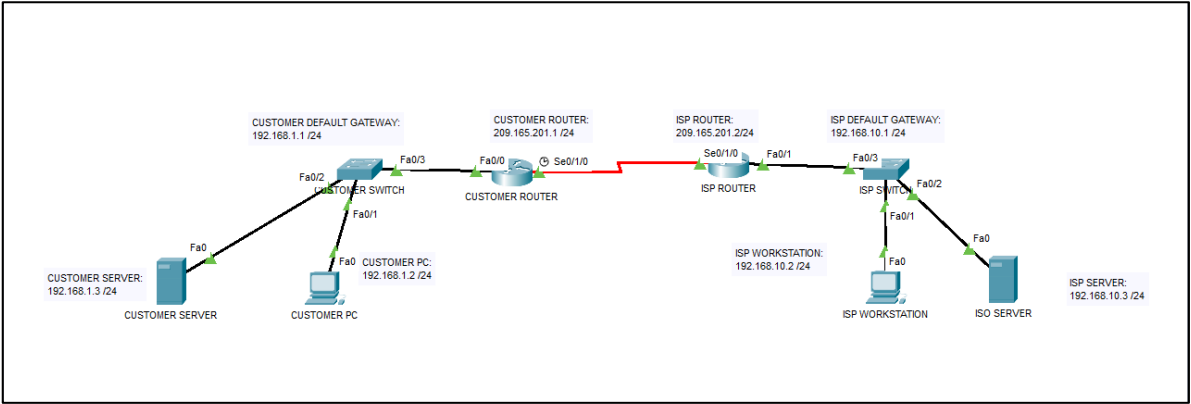 CUSTOMER DEFAULT GATEWAY:
192.168.1.1 /24
CUSTOMER ROUTER:
209.165.201.1 /24
ISP ROUTER:
209.165.201.2/24
ISP DEFAULT GATEWAY:
192.168.10.1 /24
Fa0/3
Fa0/0
Se0/1/0
Se0/1/0
Fa0/1
Fa0/3
Fa0/2
CUSTOMER SWITCH
CUSTOMER ROUTER
ISP ROUTER
ISP SWITCH
Fa0/2
Fa0/1
Fa0/1
Fa0
CUSTOMER PC:
192.168.1.2 /24
ISP WORKSTATION:
192.168.10.2 /24
Fa0
Fa0
Fa0
CUSTOMER SERVER:
192.168.1.3 /24
ISP SERVER:
192.168.10.3 /24
CUSTOMER SERVER
CUSTOMER PC
ISP WORKSTATION
ISO SERVER